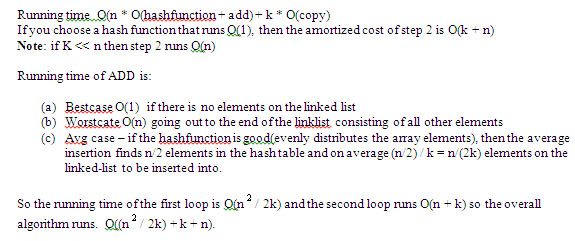 Running time O(n * O(hashfunction + add) + k * O(copy)
If you choose a hash function that runs O(1), then the amortized cost of step 2 is O(k + n)
Note: if K << n then step 2 runs O(n)
Running time of ADD is:
(a) Bestcase O(1) if there is no elements on the linked list
(b) Worstcate O(n) going out to the end of the linklist consisting of all other elements
(c) Avg case – if the hashfunction is good(evenly distributes the array elements), then the average
insertion finds n/2 elements in the hash table and on average (n/2) / k = n/(2k) elements on the
linked-list to be inserted into.
So the running time of the first loop is O(n² / 2k) and the second loop runs O(n + k) so the overall
algorithm runs. O((n² / 2k) + k + n).